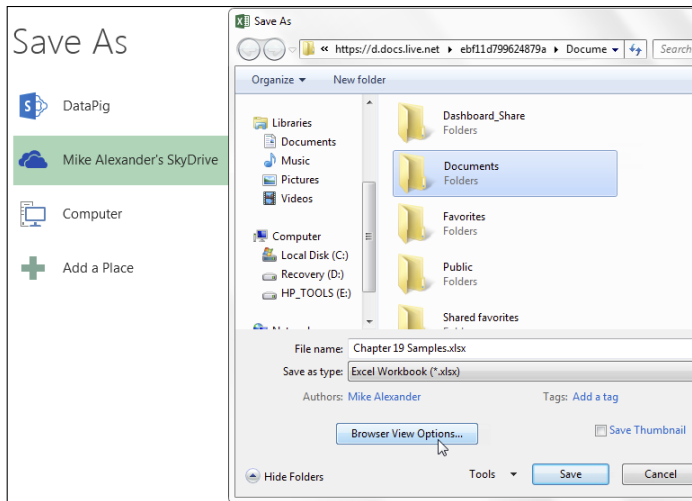 Save As
DataPig
Mike Alexander's SkyDrive
Computer
Add a Place
Save As
« https://d.docs.live.net ▸ ebf11d799624879a ▸ Docume
Search
Organize
New folder
Libraries
Documents
Music
Pictures
Videos
Computer
Local Disk (C:)
Recovery (D:)
HP_TOOLS (E:)
Dashboard_Share
Folders
Documents
Folders
Favorites
Folders
Public
Folders
Shared favorites
File name: Chapter 19 Samples.xlsx
Save as type: Excel Workbook (*.xlsx)
Authors: Mike Alexander
Tags: Add a tag
Browser View Options...
Save Thumbnail
Hide Folders
Tools
Save
Cancel